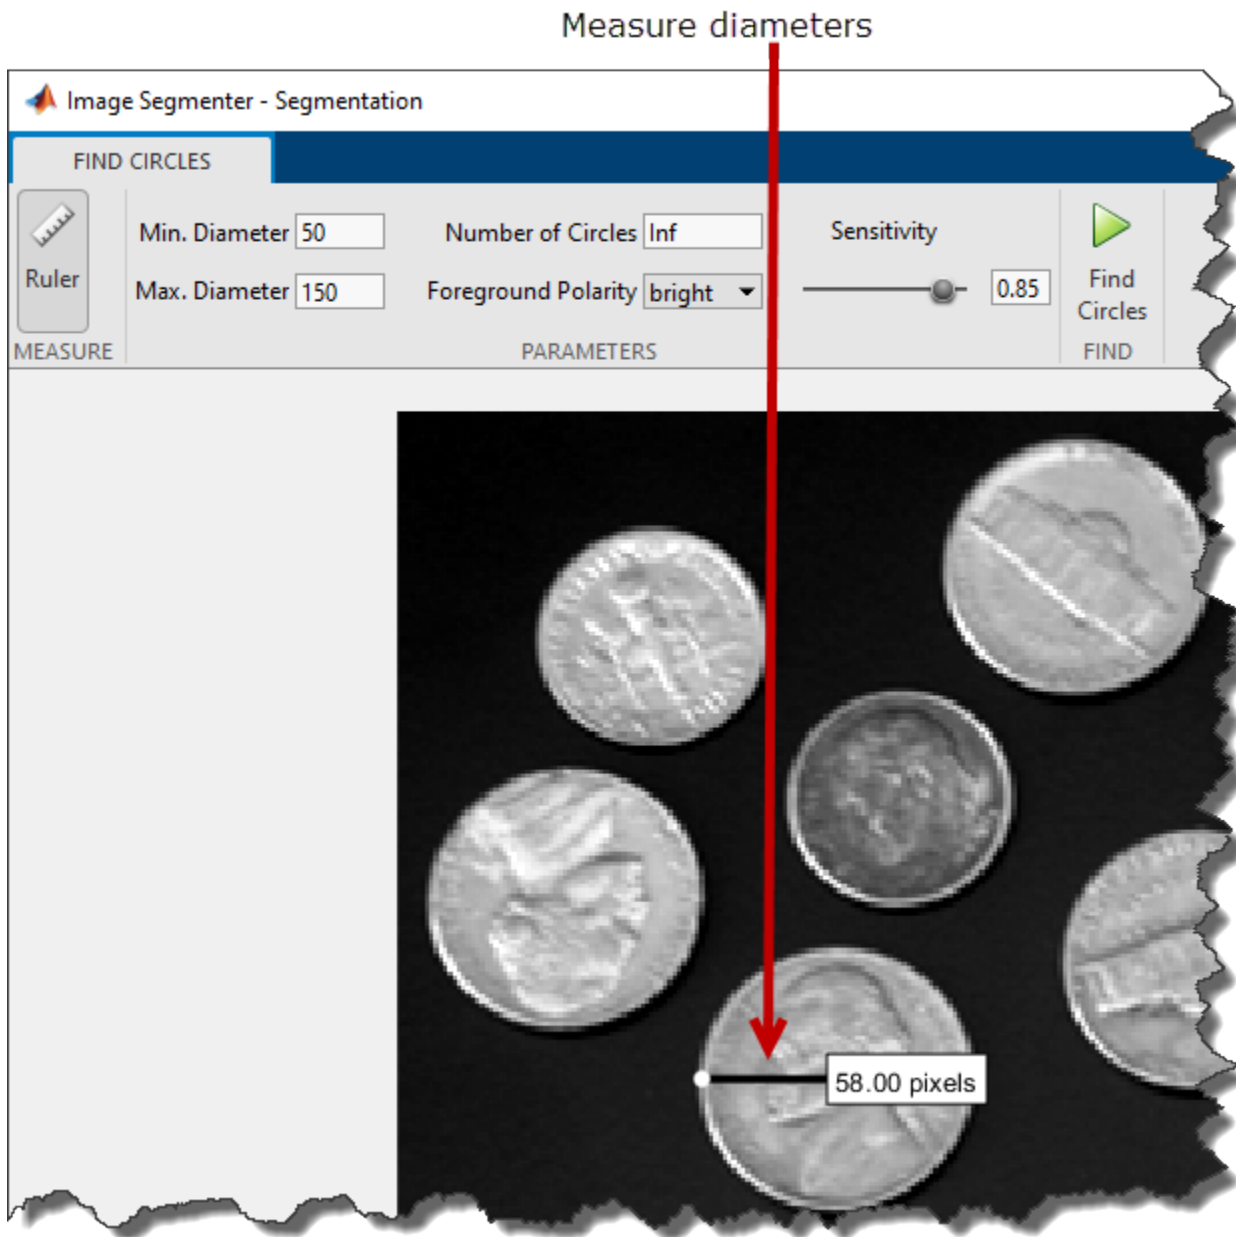 Measure diameters
Image Segmenter - Segmentation
FIND CIRCLES
Ruler
MEASURE
Min. Diameter 50
Max. Diameter 150
Number of Circles Inf
Foreground Polarity bright
Sensitivity
0.85
PARAMETERS
Find
Circles
FIND
58.00 pixels